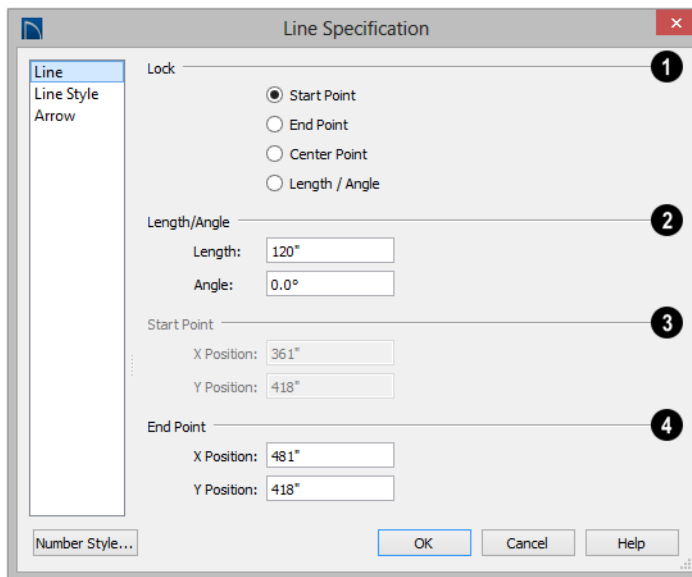 Line Specification
Line
Line Style
Arrow
Lock
1
Start Point
End Point
Center Point
Length / Angle
Length/Angle
2
Length: 120"
Angle: 0.0°
Start Point
3
X Position: 361"
Y Position: 418"
End Point
4
X Position: 481"
Y Position: 418"
Number Style...
OK
Cancel
Help